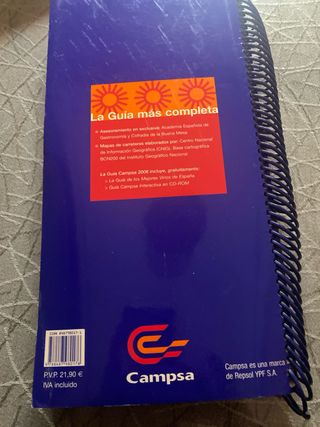 La Guía más completa
Asesoramiento en exclusiva: Academia Española de
Gastronomía y Cofradía de la Buena Mesa
Mapas de carreteras elaborados por: Centro Nacional
de Información Geográfica (CNIG). Base cartográfica
BCN200 del Instituto Geográfico Nacional
La Guía Campsa 2006 incluye, gratuitamente:
> La Guía de los Mejores Vinos de España
> Guía Campsa Interactiva en CD-ROM
P.V.P. 21,90 €
IVA incluido
Campsa
Campsa es una marca
de Repsol YPF S.A.